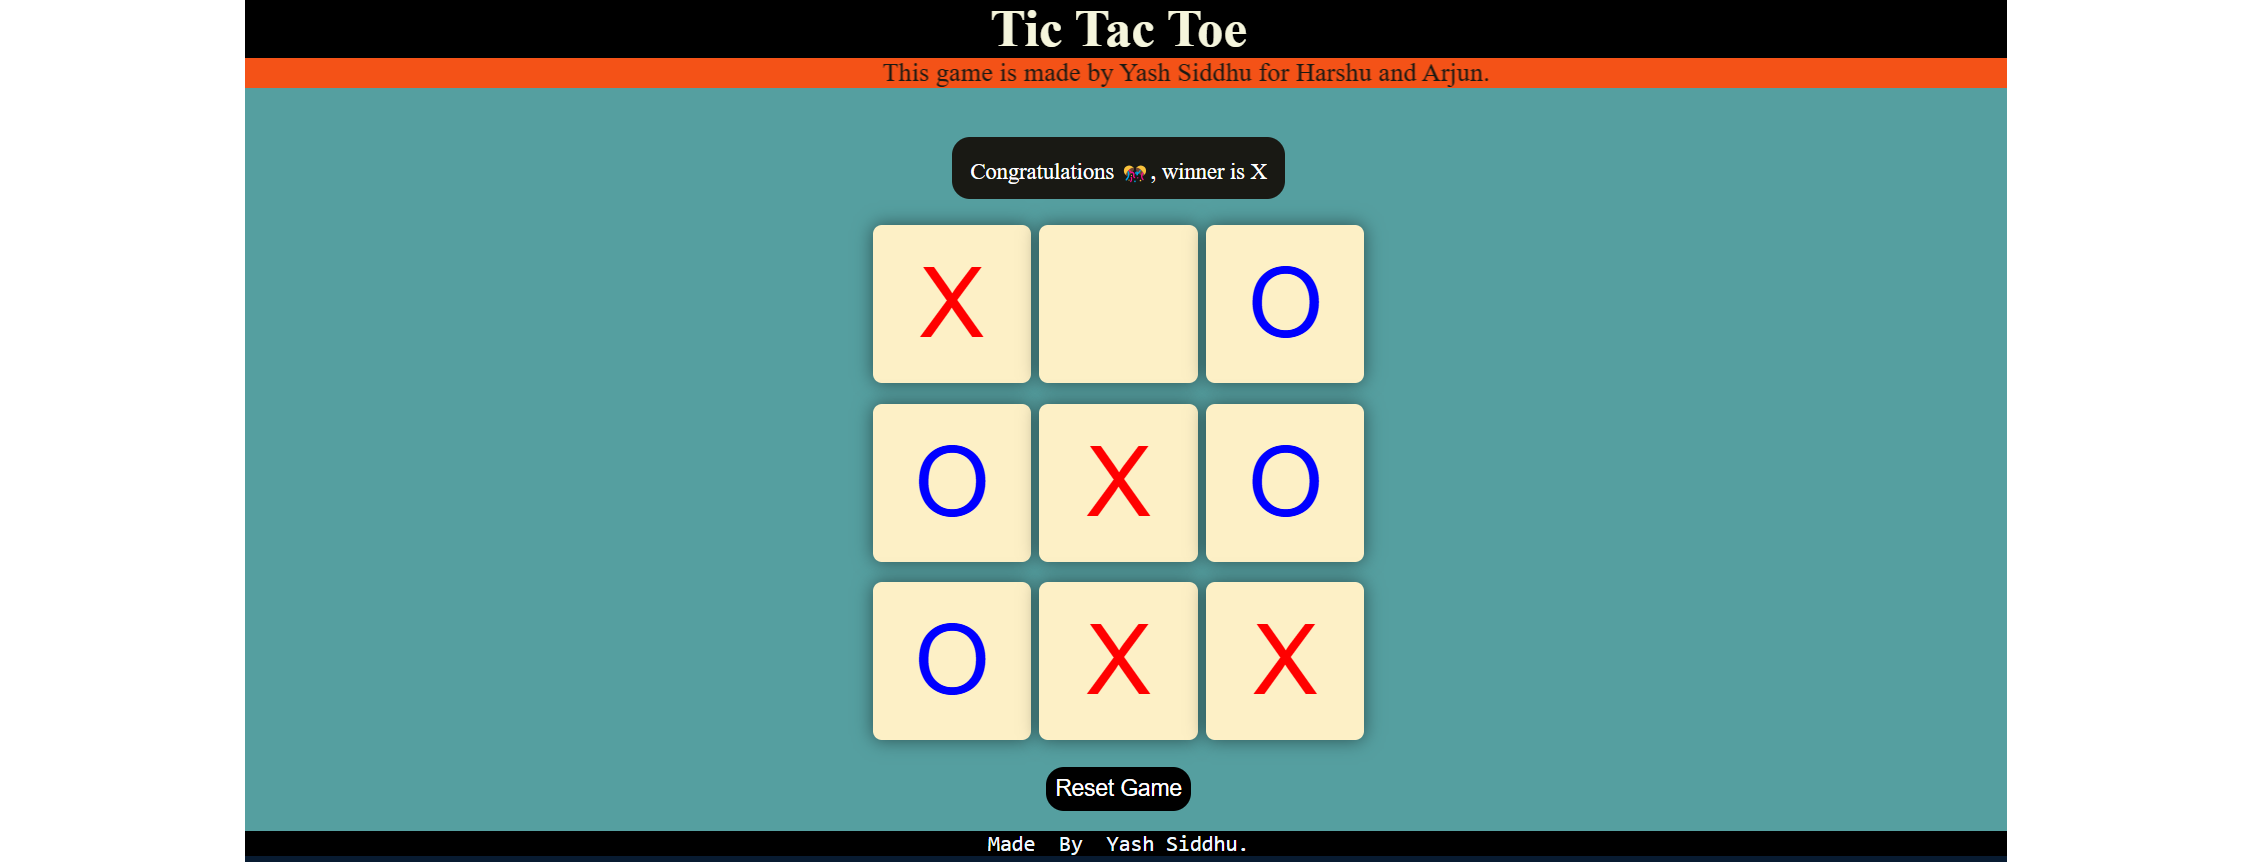 Tic Tac Toe
This game is made by Yash Siddhu for Harshu and Arjun.
Congratulations 🎊, winner is X
X O
O X O
O X X
Reset Game
Made By Yash Siddhu.